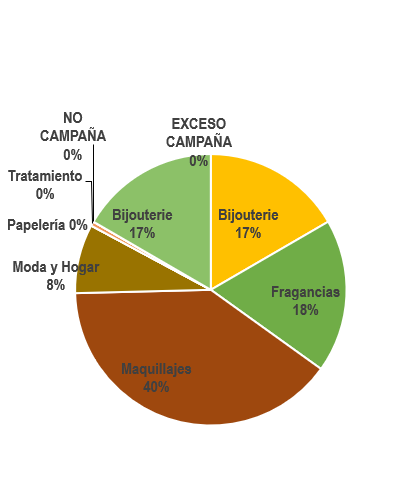 NO
CAMPAÑA
0%
EXCESO
CAMPAÑA
0%
Tratamiento
0%
Papelería 0%
Bijouterie
17%
Bijouterie
17%
Moda y Hogar
8%
Fragancias
18%
Maquillajes
40%